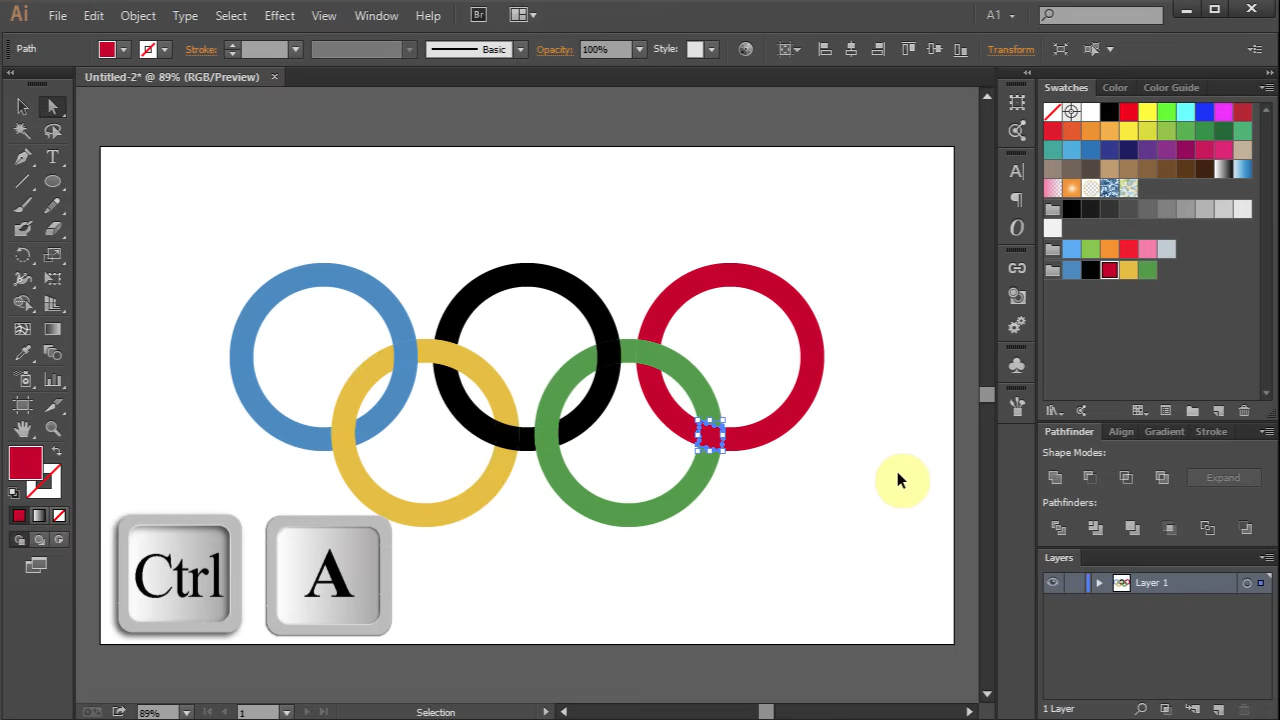 Ai File Edit Object Type Select Effect View Window Help Br A1
Path Stroke: Basic Opacity: 100% Style: Transform
Untitled-2* @ 89% (RGB/Preview)
Swatches Color Color Guide
Pathfinder Align Gradient Stroke
Shape Modes:
Expand
Pathfinders:
Layers
Layer 1
Ctrl A
89% 1 Selection
1 Layer